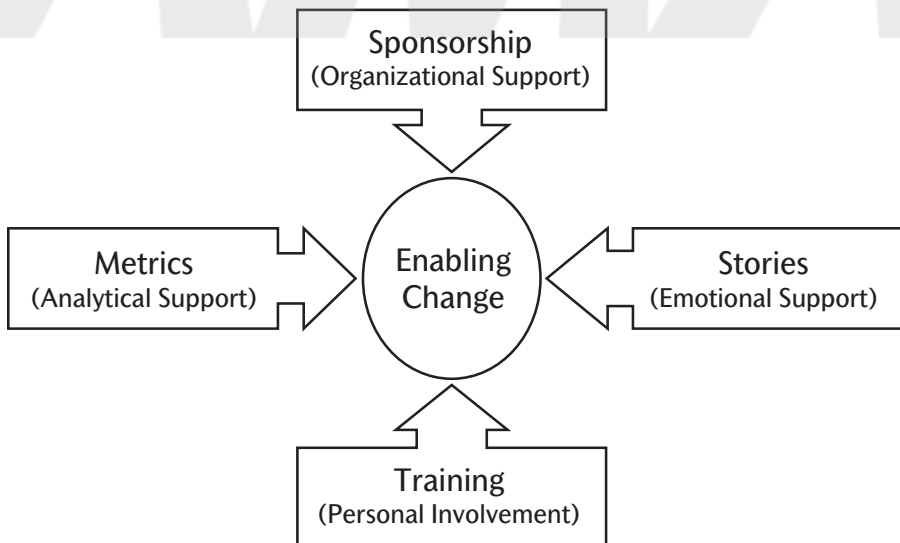 Sponsorship
(Organizational Support)
Metrics
(Analytical Support)
Enabling
Change
Stories
(Emotional Support)
Training
(Personal Involvement)